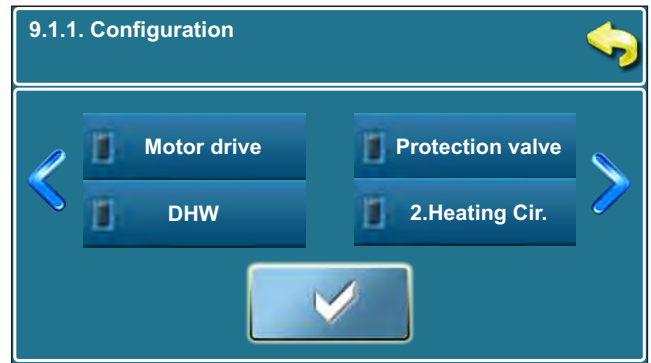 9.1.1. Configuration
Motor drive
Protection valve
DHW
2.Heating Cir.